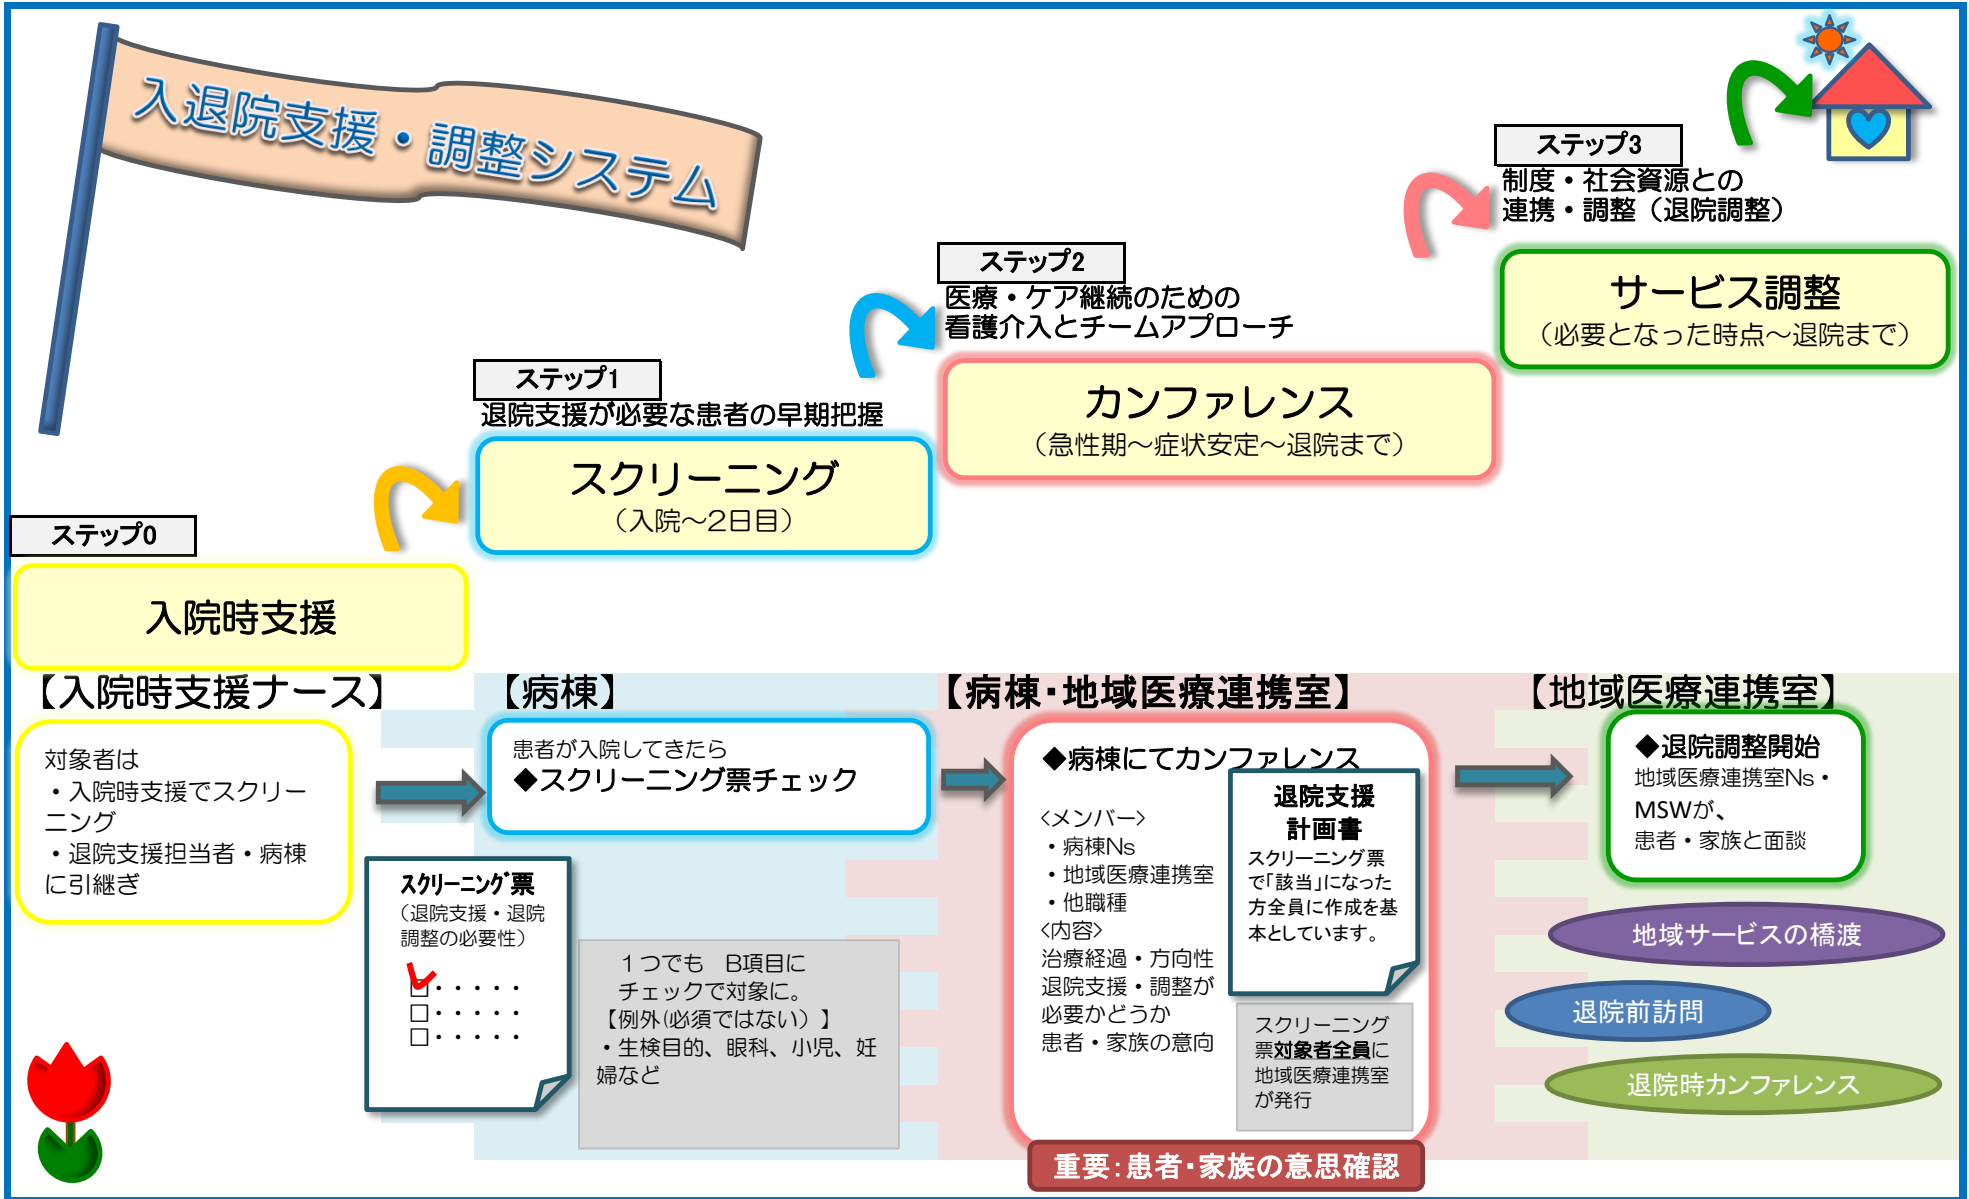 入退院支援・調整システム
ステップ3
制度・社会資源との
連携・調整（退院調整）
サービス調整
（必要となった時点～退院まで）
ステップ2
医療・ケア継続のための
看護介入とチームアプローチ
カンファレンス
（急性期～症状安定～退院まで）
ステップ1
退院支援が必要な患者の早期把握
スクリーニング
（入院～2日目）
ステップ0
入院時支援
【入院時支援ナース】
対象者は
・入院時支援でスクリー
ニング
・退院支援担当者・病棟
に引継ぎ
【病棟】
患者が入院してきたら
◆スクリーニング票チェック
スクリーニング票
（退院支援・退院
調整の必要性）
□・・・・・
□・・・・・
□・・・・・
１つでも　B項目に
チェックで対象に。
【例外(必須ではない）】
・生検目的、眼科、小児、妊
婦など
【病棟・地域医療連携室】
◆病棟にてカンファレンス
<メンバー>
・病棟Ns
・地域医療連携室
・他職種
<内容>
治療経過・方向性
退院支援・調整が
必要かどうか
患者・家族の意向
退院支援
計画書
スクリーニング票
で「該当」になった
方全員に作成を基
本としています。
スクリーニング
票対象者全員に
地域医療連携室
が発行
重要：患者・家族の意思確認
【地域医療連携室】
◆退院調整開始
地域医療連携室Ns・
MSWが、
患者・家族と面談
地域サービスの橋渡
退院前訪問
退院時カンファレンス